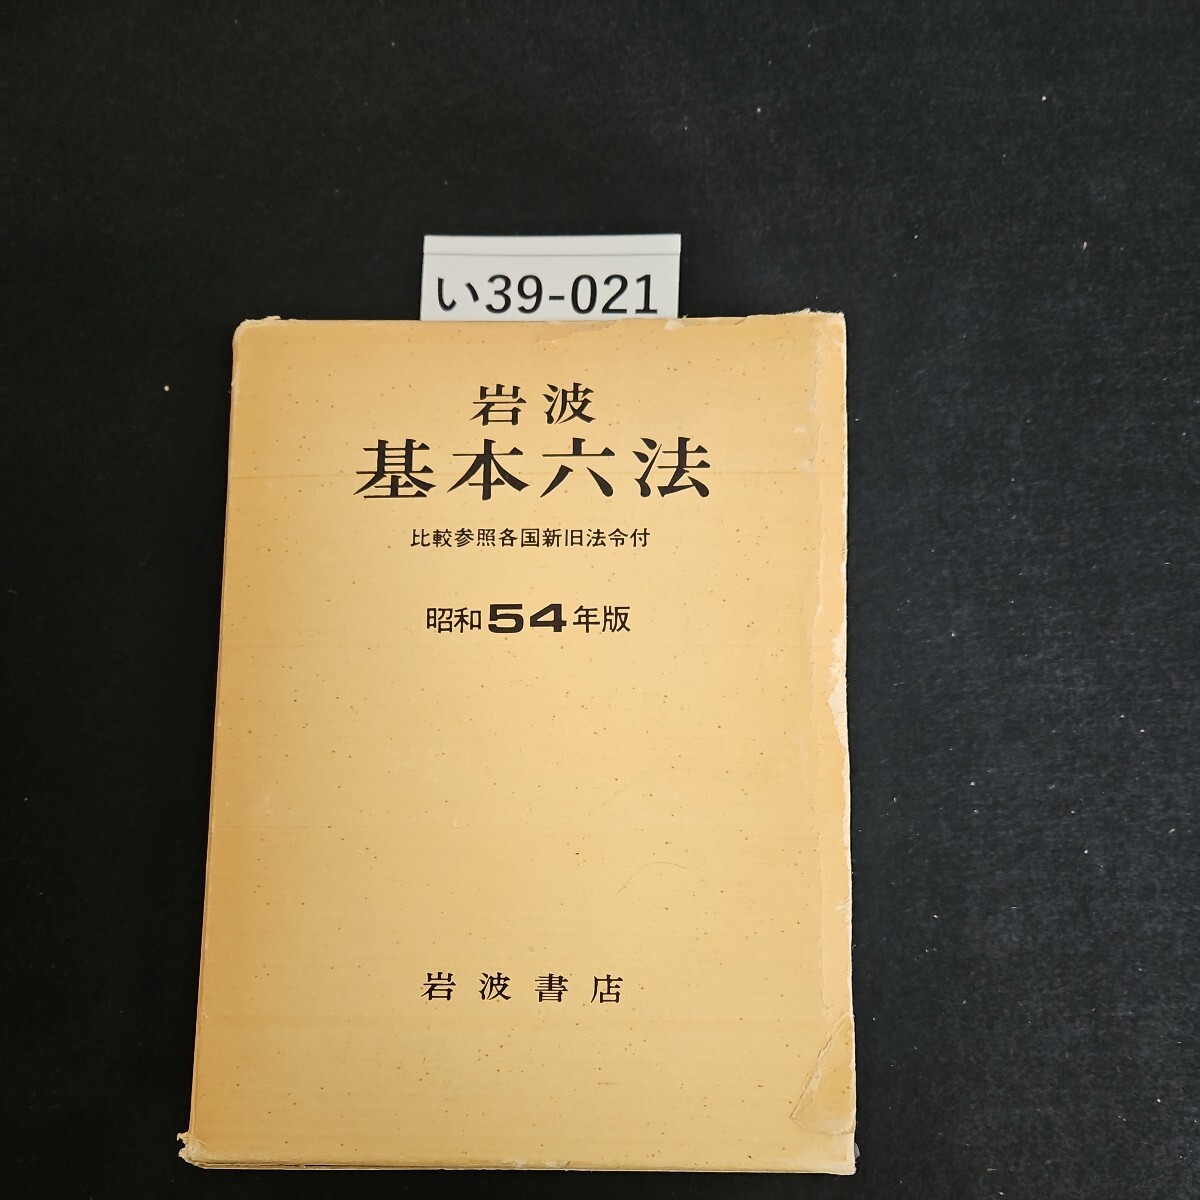 い39-021
岩波
基本六法
比較参照各国新旧法令付
昭和54年版
岩波書店